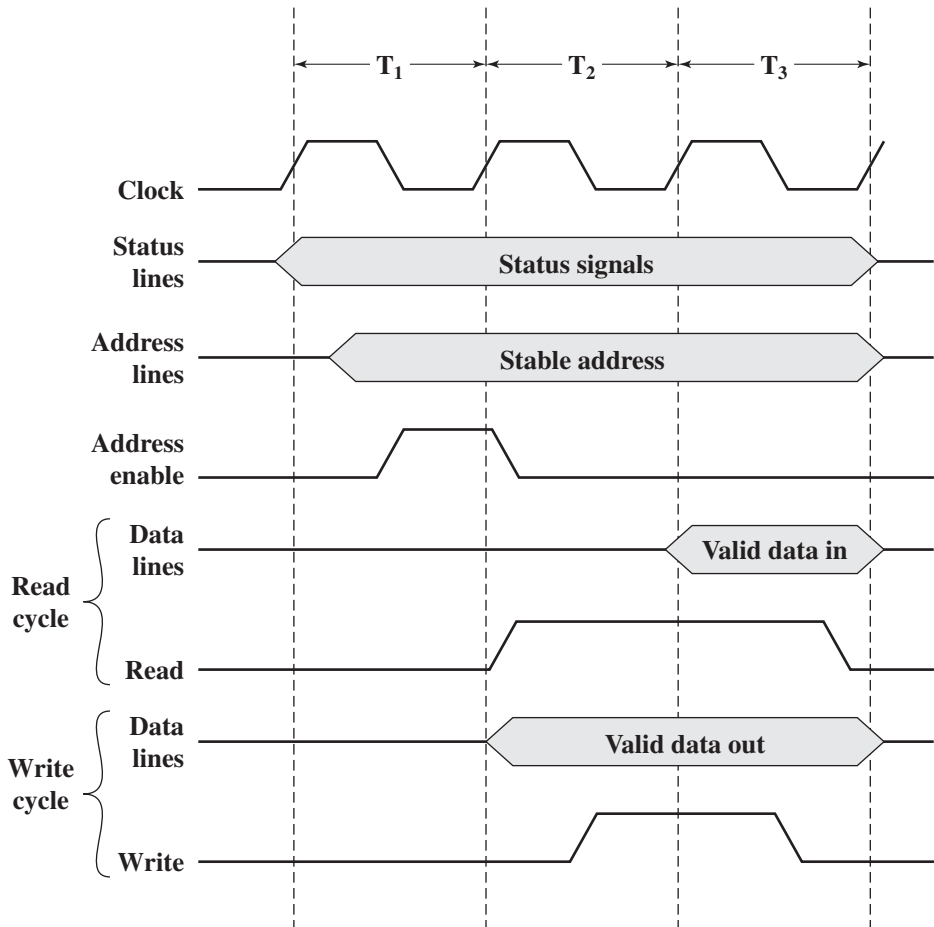 T₁ T₂ T₃
Clock
Status
lines
Status signals
Address
lines
Stable address
Address
enable
Read
cycle
Data
lines
Valid data in
Read
Write
cycle
Data
lines
Valid data out
Write